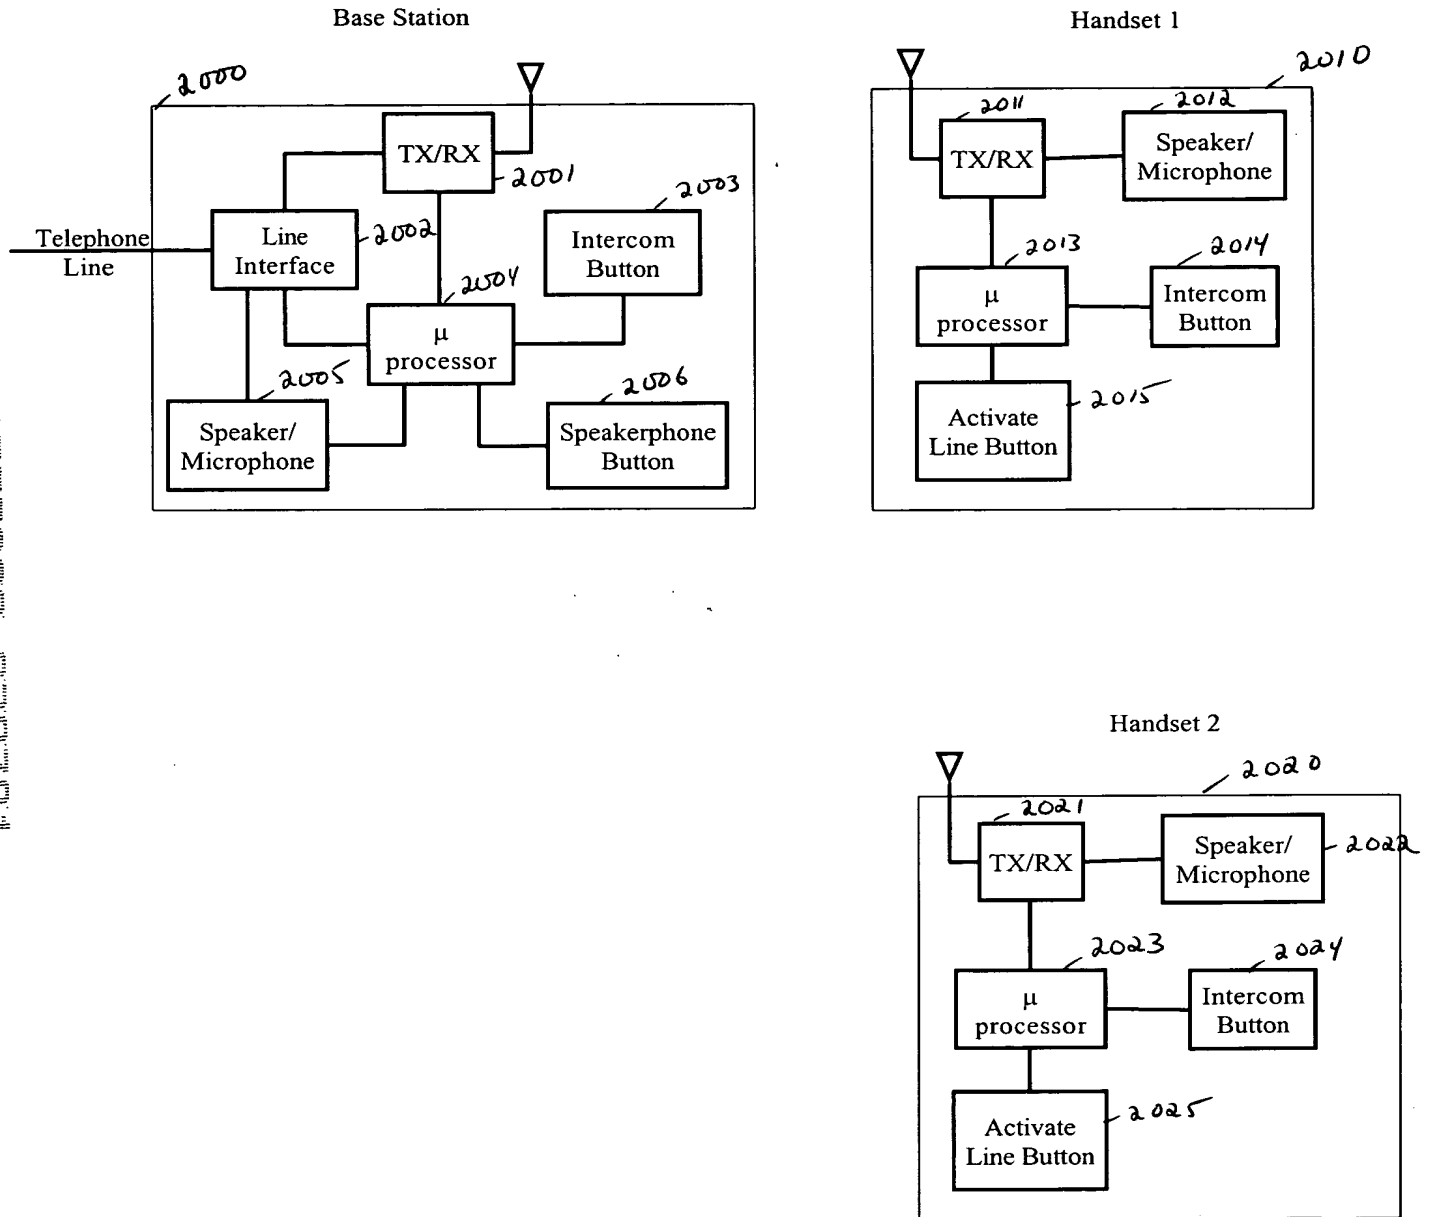 Base Station
2000
TX/RX
2001
2003
Telephone
Line
Line
Interface
2002
Intercom
Button
2004
μ
processor
2005
2006
Speaker/
Microphone
Speakerphone
Button
Handset 1
2010
2011
2012
TX/RX
Speaker/
Microphone
2013
2014
μ
processor
Intercom
Button
2015
Activate
Line Button
Handset 2
2020
2021
TX/RX
Speaker/
Microphone
2022
2023
2024
μ
processor
Intercom
Button
2025
Activate
Line Button